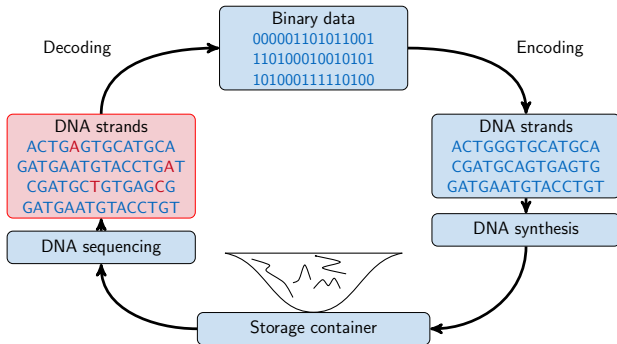 Binary data
000001101011001
110100010010101
101000111110100
Decoding
Encoding
DNA strands
ACTGAGTGCATGCA
GATGAATGTACCTGAT
CGATGCTGTGAGCG
GATGAATGTACCTGT
DNA strands
ACTGGGTGCATGCA
CGATGCAGTGAGTG
GATGAATGTACCTGT
DNA sequencing
DNA synthesis
Storage container